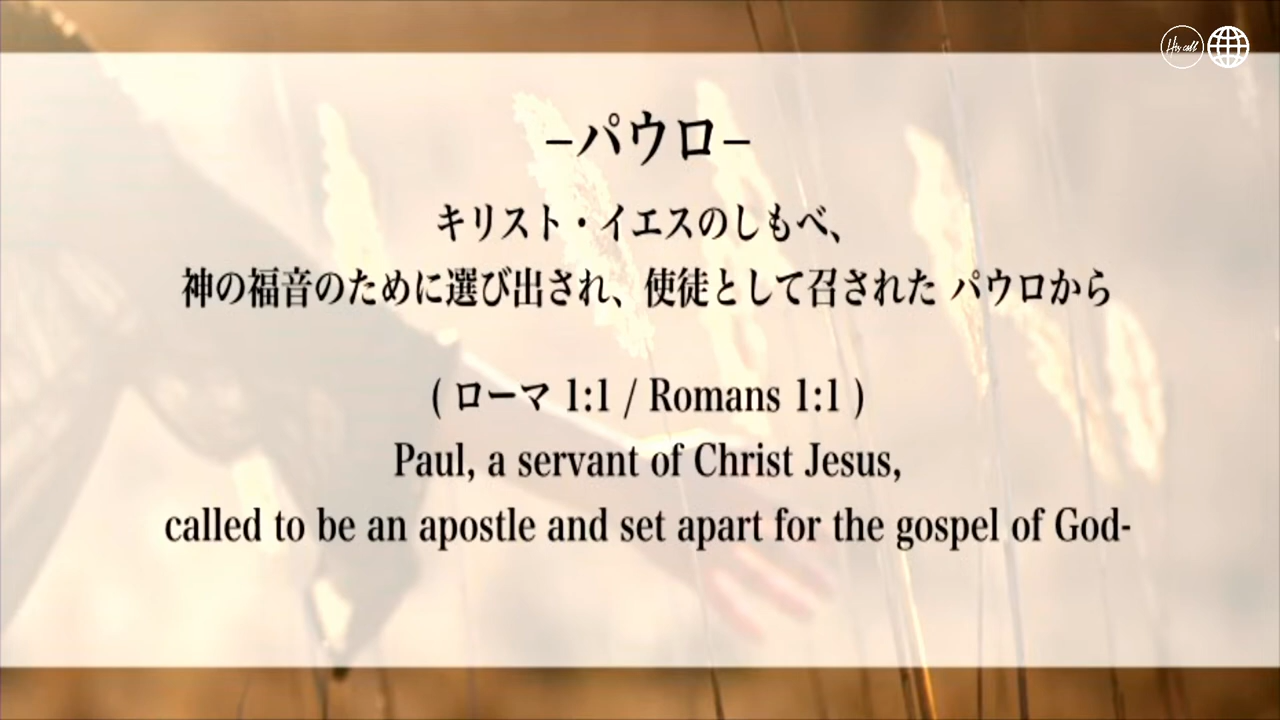 His call
–パウロ–
キリスト・イエスのしもべ、
神の福音のために選び出され、使徒として召された パウロから
( ローマ 1:1 / Romans 1:1 )
Paul, a servant of Christ Jesus,
called to be an apostle and set apart for the gospel of God-